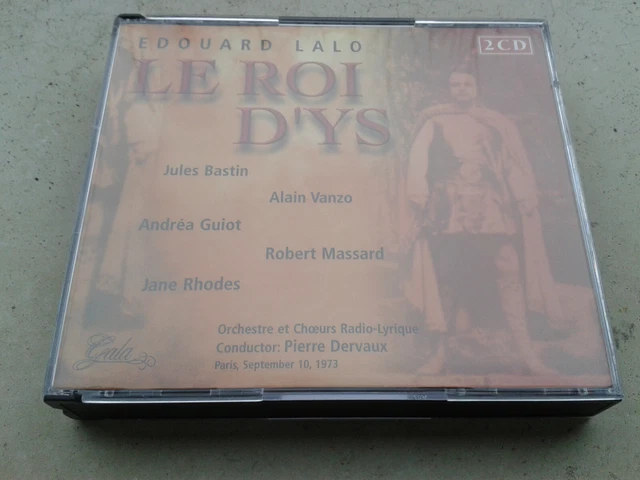 EDOUARD LALO
2CD
LE ROI
D'YS
Jules Bastin
Alain Vanzo
Andréa Guiot
Robert Massard
Jane Rhodes
Orchestre et Chœurs Radio-Lyrique
Conductor: Pierre Dervaux
Paris, September 10, 1973
Gala